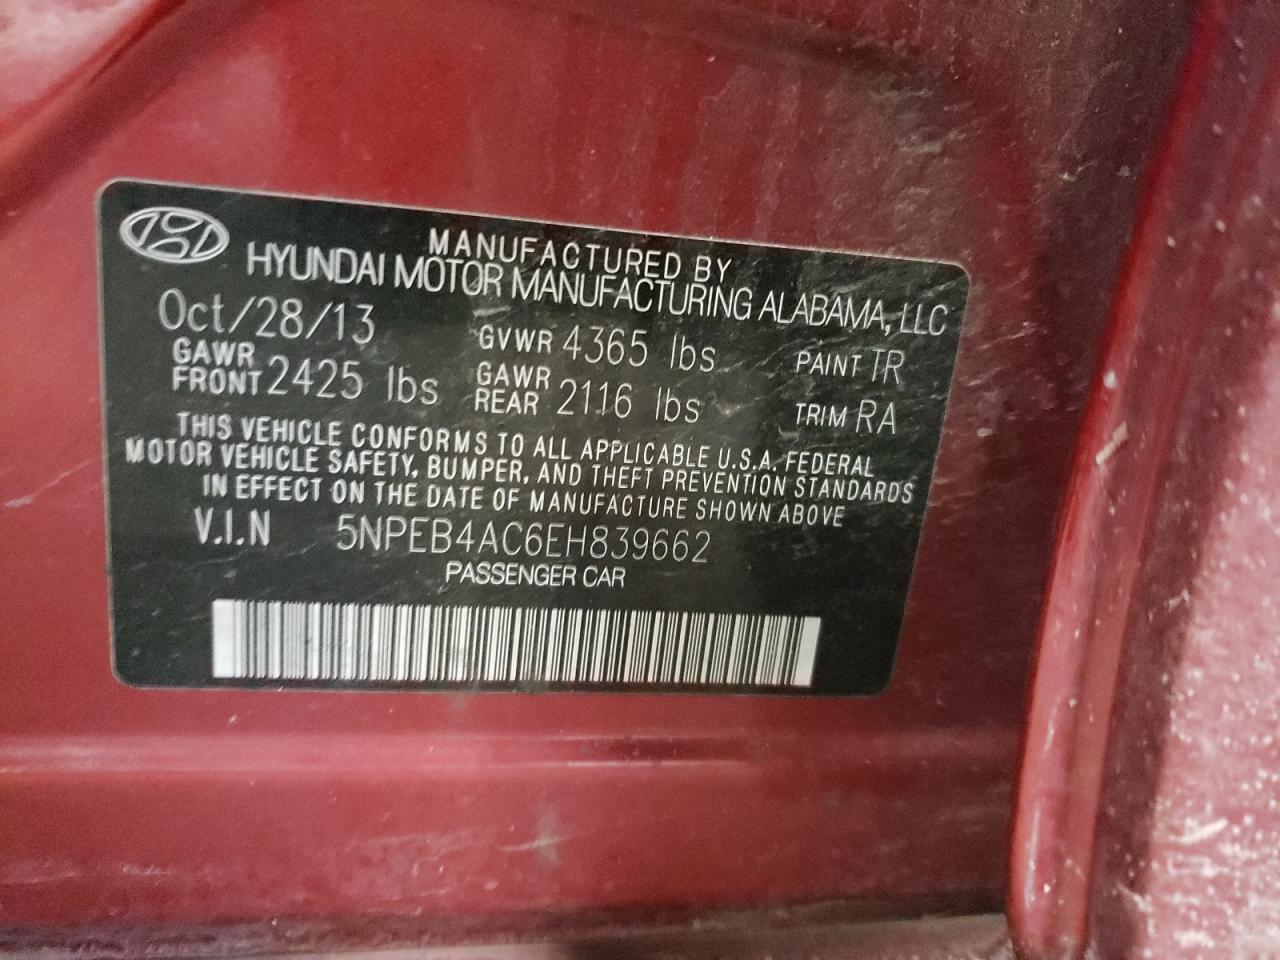 MANUFACTURED BY
HYUNDAI MOTOR MANUFACTURING ALABAMA, LLC
Oct/28/13 GVWR 4365 lbs PAINT TR
GAWR FRONT 2425 lbs GAWR REAR 2116 lbs TRIM RA
THIS VEHICLE CONFORMS TO ALL APPLICABLE U.S.A. FEDERAL
MOTOR VEHICLE SAFETY, BUMPER, AND THEFT PREVENTION STANDARDS
IN EFFECT ON THE DATE OF MANUFACTURE SHOWN ABOVE
V.I.N 5NPEB4AC6EH839662
PASSENGER CAR